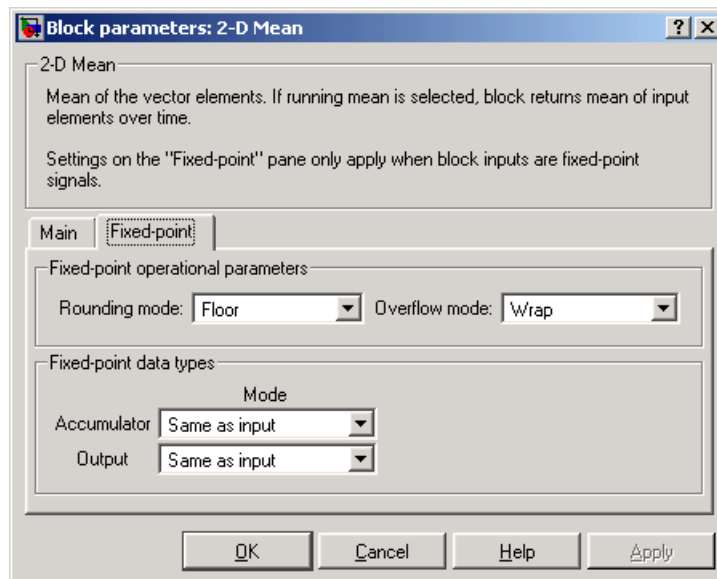 Block parameters: 2-D Mean
2-D Mean
Mean of the vector elements. If running mean is selected, block returns mean of input
elements over time.
Settings on the "Fixed-point" pane only apply when block inputs are fixed-point
signals.
Main Fixed-point
Fixed-point operational parameters
Rounding mode: Floor Overflow mode: Wrap
Fixed-point data types
Mode
Accumulator Same as input
Output Same as input
OK Cancel Help Apply